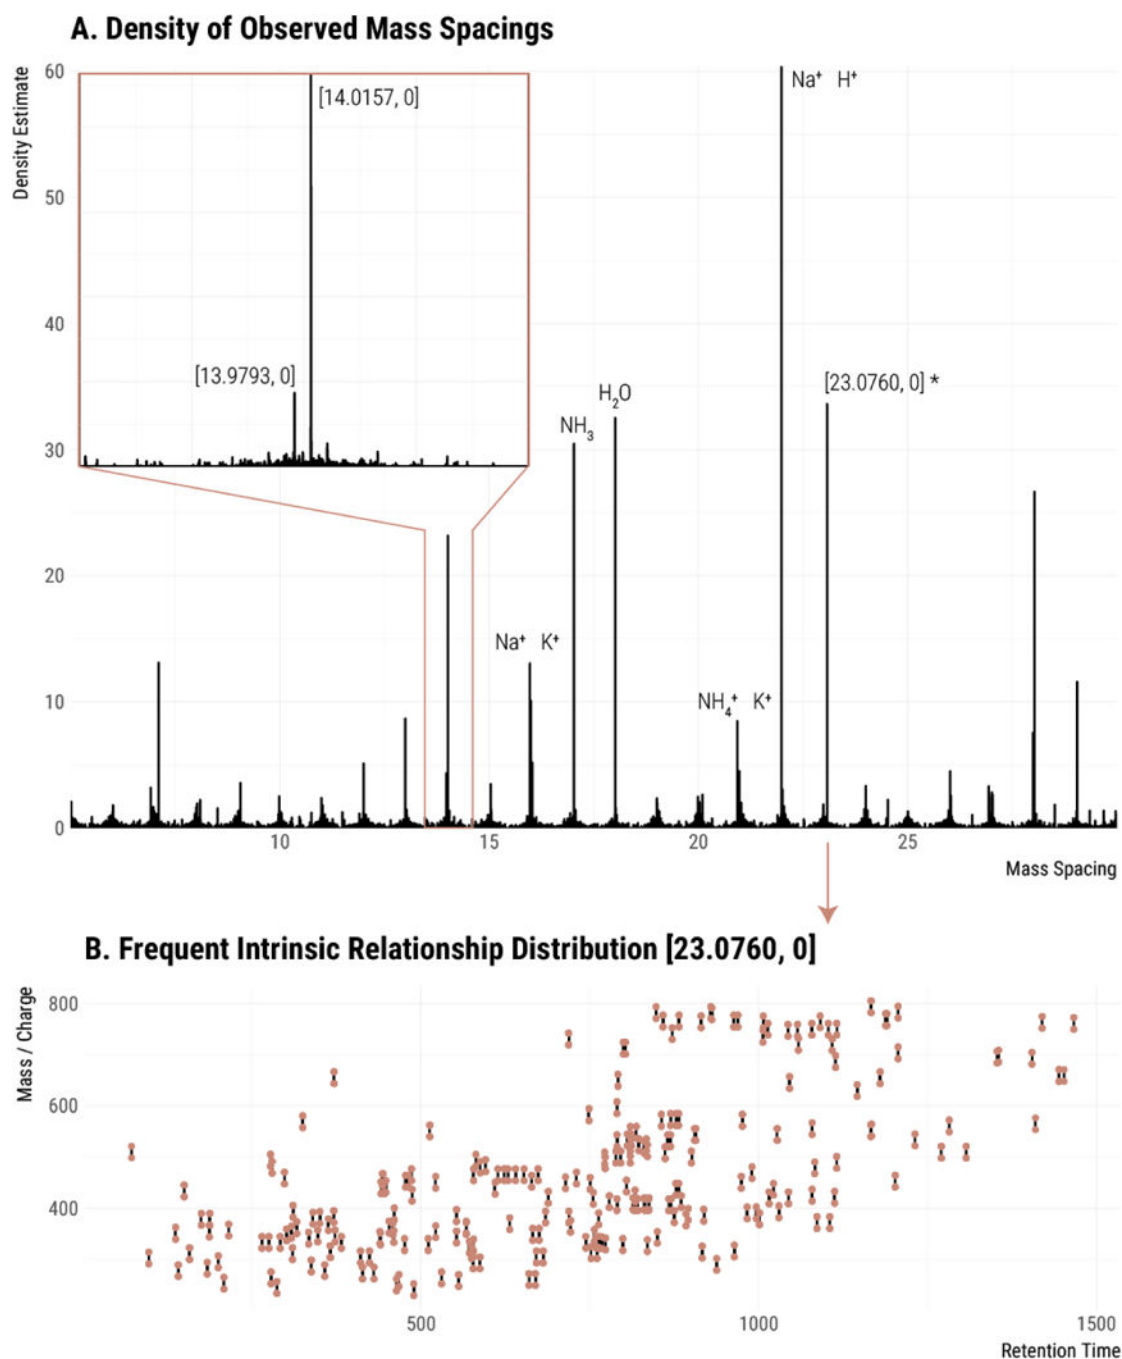 A. Density of Observed Mass Spacings
Density Estimate
60
50
40
30
20
10
0
[14.0157, 0]
[13.9793, 0]
Na⁺ H⁺
[23.0760, 0] *
H₂O
NH₃
Na⁺ K⁺
NH₄⁺ K⁺
10
15
20
25
Mass Spacing
B. Frequent Intrinsic Relationship Distribution [23.0760, 0]
Mass / Charge
800
600
400
500
1000
1500
Retention Time